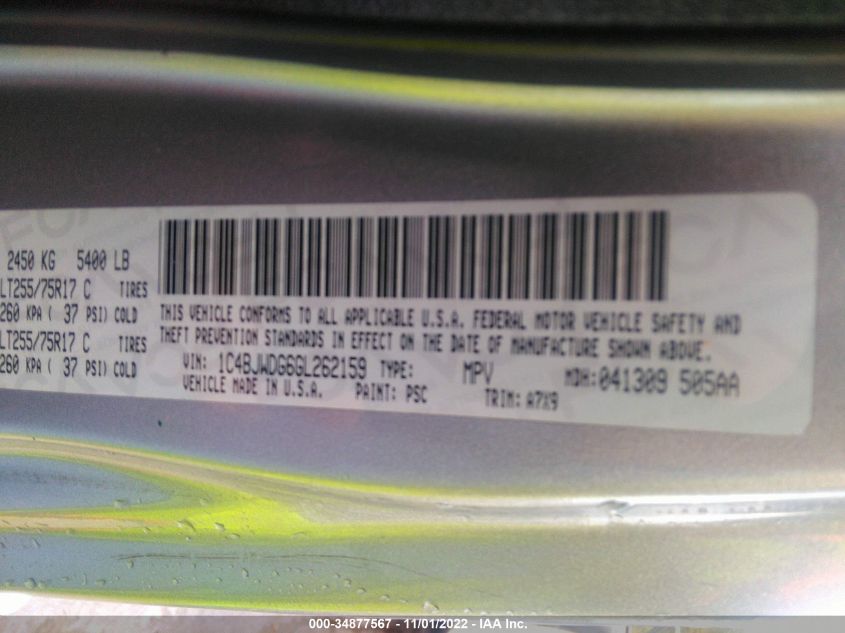 2450 KG 5400 LB
LT255/75R17 C TIRES
260 KPA ( 37 PSI) COLD
LT255/75R17 C TIRES
260 KPA ( 37 PSI) COLD
THIS VEHICLE CONFORMS TO ALL APPLICABLE U.S.A. FEDERAL MOTOR VEHICLE SAFETY AND
THEFT PREVENTION STANDARDS IN EFFECT ON THE DATE OF MANUFACTURE SHOWN ABOVE.
VIN: 1C4BJWDG6GL262159 TYPE: MPV MDH:041309 505AA
VEHICLE MADE IN U.S.A. PAINT: PSC TRIM: A7X9
000-34877567 - 11/01/2022 - IAA Inc.